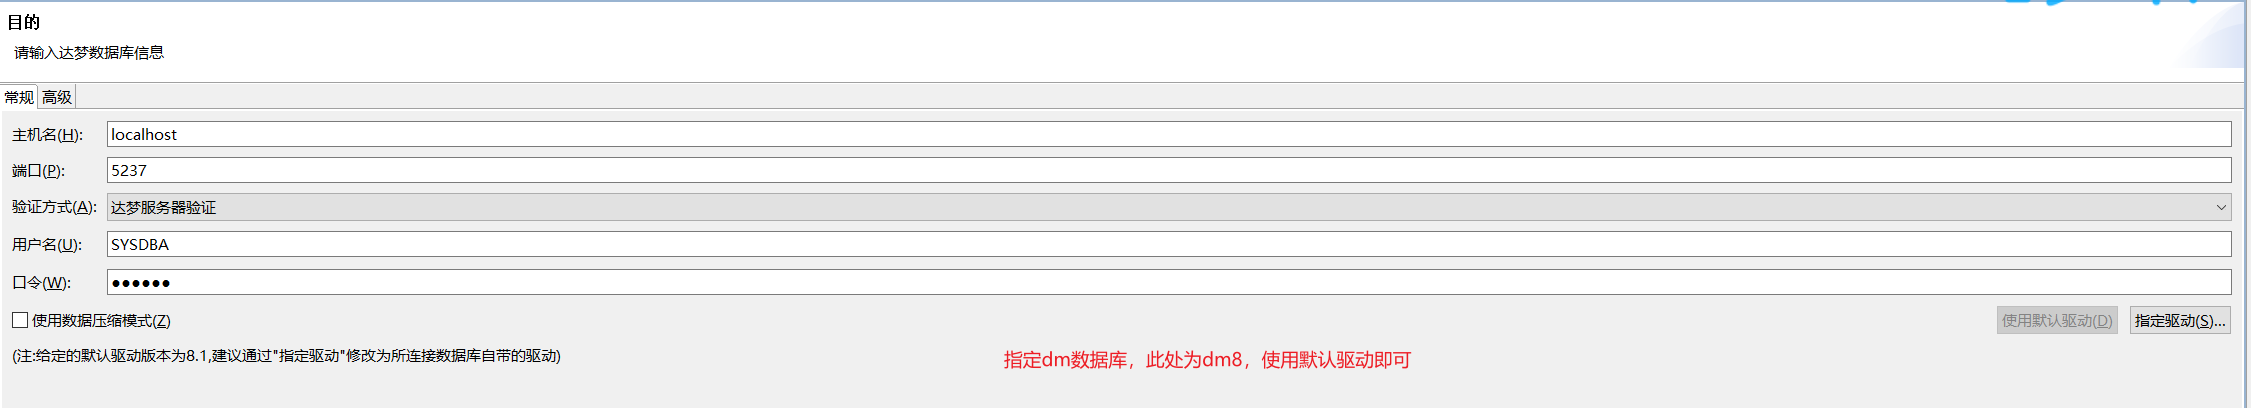 目的
请输入达梦数据库信息
常规 高级
主机名(H): localhost
端口(P): 5237
验证方式(A): 达梦服务器验证
用户名(U): SYSDBA
口令(W): ●●●●●●
使用数据压缩模式(Z) 使用默认驱动(D) 指定驱动(S)...
(注:给定的默认驱动版本为8.1,建议通过"指定驱动"修改为所连接数据库自带的驱动)
指定dm数据库，此处为dm8，使用默认驱动即可